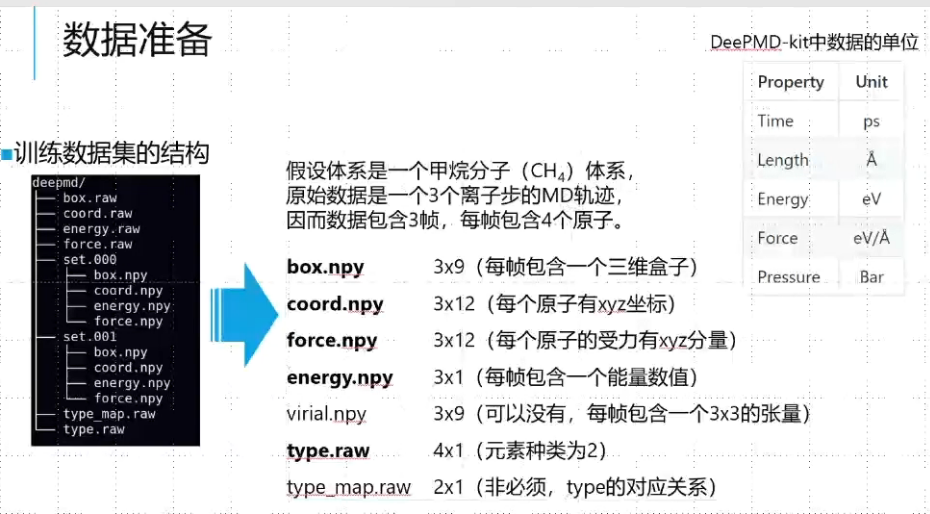 数据准备
DeePMD-kit中数据的单位
Property Unit
Time ps
Length Å
Energy eV
Force eV/Å
Pressure Bar
■训练数据集的结构
deepmd/
├── box.raw
├── coord.raw
├── energy.raw
├── force.raw
├── set.000
│   ├── box.npy
│   ├── coord.npy
│   ├── energy.npy
│   └── force.npy
├── set.001
│   ├── box.npy
│   ├── coord.npy
│   ├── energy.npy
│   └── force.npy
├── type_map.raw
└── type.raw
假设体系是一个甲烷分子（CH₄）体系，
原始数据是一个3个离子步的MD轨迹，
因而数据包含3帧，每帧包含4个原子。
box.npy 3x9（每帧包含一个三维盒子）
coord.npy 3x12（每个原子有xyz坐标）
force.npy 3x12（每个原子的受力有xyz分量）
energy.npy 3x1（每帧包含一个能量数值）
virial.npy 3x9（可以没有，每帧包含一个3x3的张量）
type.raw 4x1（元素种类为2）
type_map.raw 2x1（非必须，type的对应关系）